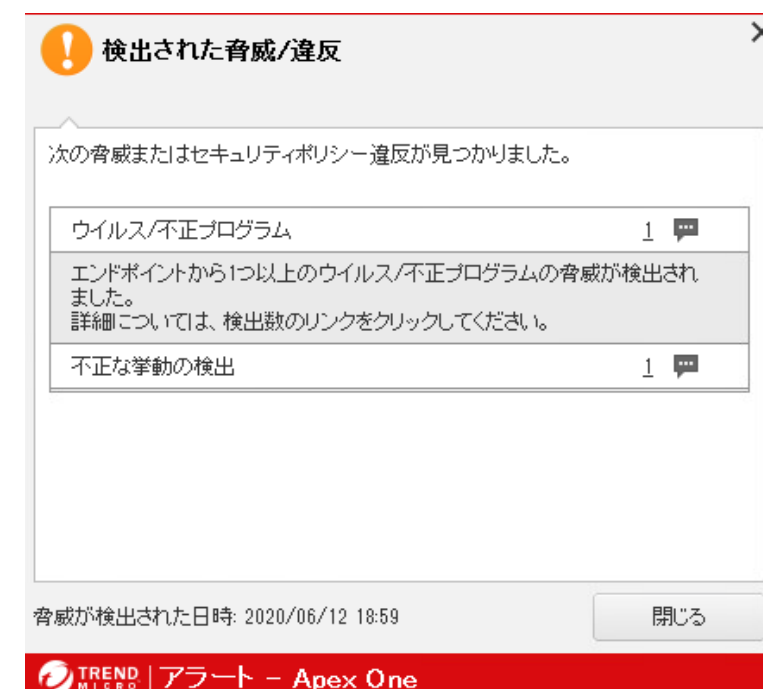 検出された脅威/違反
次の脅威またはセキュリティポリシー違反が見つかりました。
ウイルス/不正プログラム 1
エンドポイントから1つ以上のウイルス/不正プログラムの脅威が検出され
ました。
詳細については、検出数のリンクをクリックしてください。
不正な挙動の検出 1
脅威が検出された日時: 2020/06/12 18:59
閉じる
TREND MICRO | アラート - Apex One